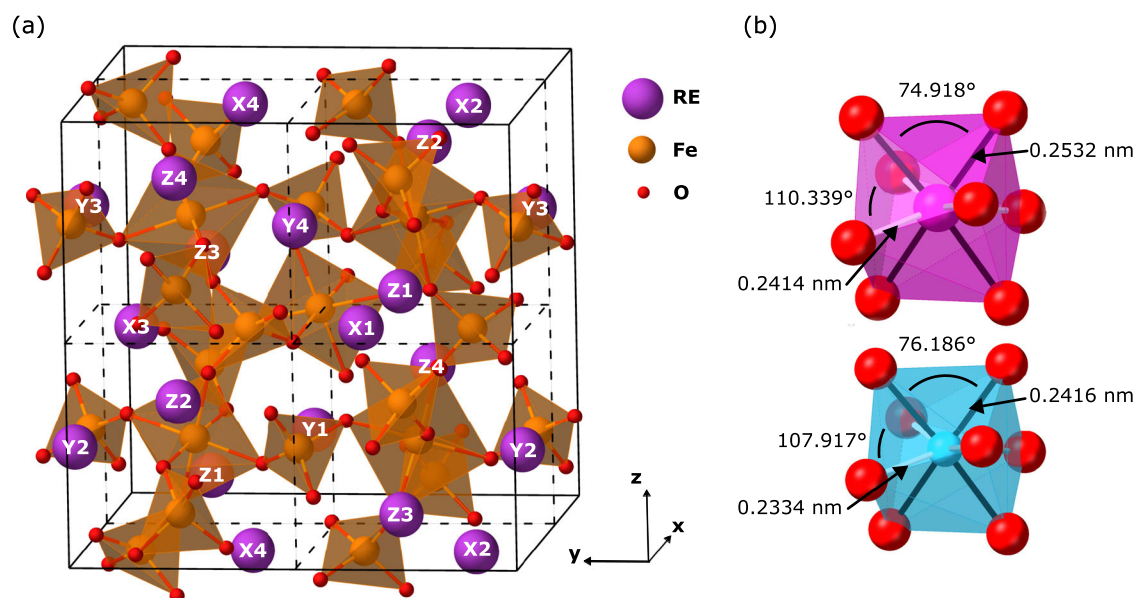 (a)
(b)
X4
X2
Z2
Z4
Y3
Y3
Y4
Z3
Z1
X3
X1
Z4
Z2
Y1
Y2
Y2
Z1
Z3
X4
X2
RE
Fe
O
z
x
y
74.918°
0.2532 nm
110.339°
0.2414 nm
76.186°
0.2416 nm
107.917°
0.2334 nm